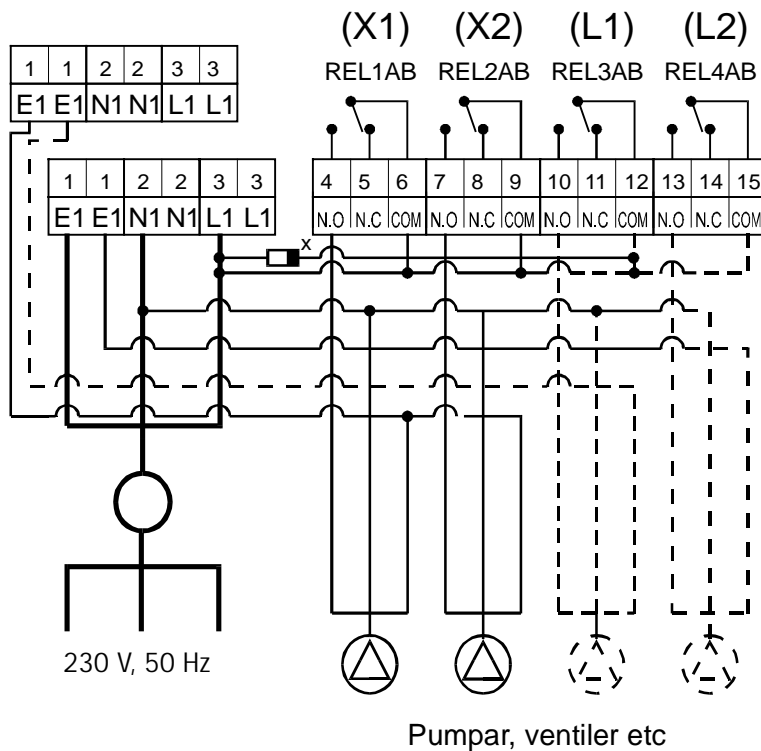 (X1) (X2) (L1) (L2)
REL1AB REL2AB REL3AB REL4AB
1 1 2 2 3 3
E1 E1 N1 N1 L1 L1
1 1 2 2 3 3
E1 E1 N1 N1 L1 L1
4 5 6 7 8 9 10 11 12 13 14 15
N.O N.C COM N.O N.C COM N.O N.C COM N.O N.C COM
x
230 V, 50 Hz
Pumpar, ventiler etc